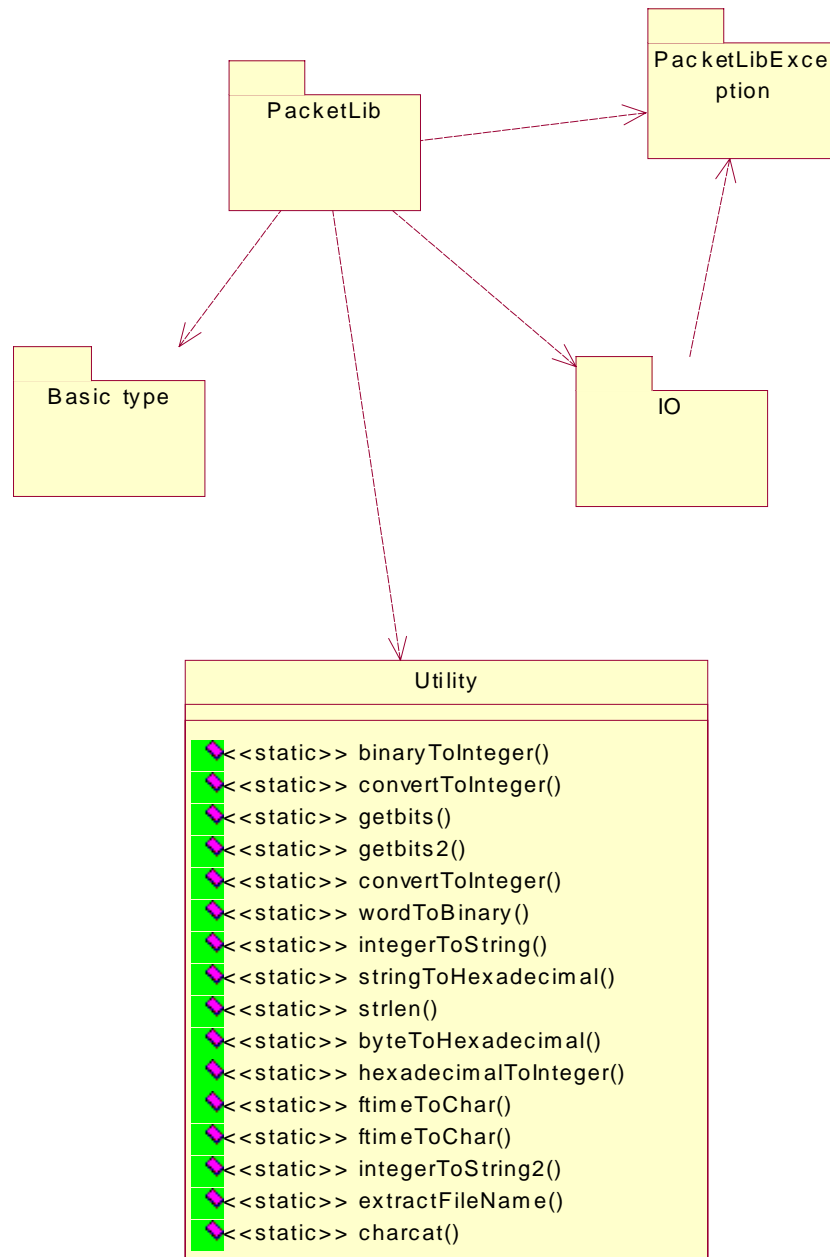 PacketLibExce
ption
PacketLib
Basic type
IO
Utility
<<static>> binaryToInteger()
<<static>> convertToInteger()
<<static>> getbits()
<<static>> getbits2()
<<static>> convertToInteger()
<<static>> wordToBinary()
<<static>> integerToString()
<<static>> stringToHexadecimal()
<<static>> strlen()
<<static>> byteToHexadecimal()
<<static>> hexadecimalToInteger()
<<static>> ftimeToChar()
<<static>> ftimeToChar()
<<static>> integerToString2()
<<static>> extractFileName()
<<static>> charcat()